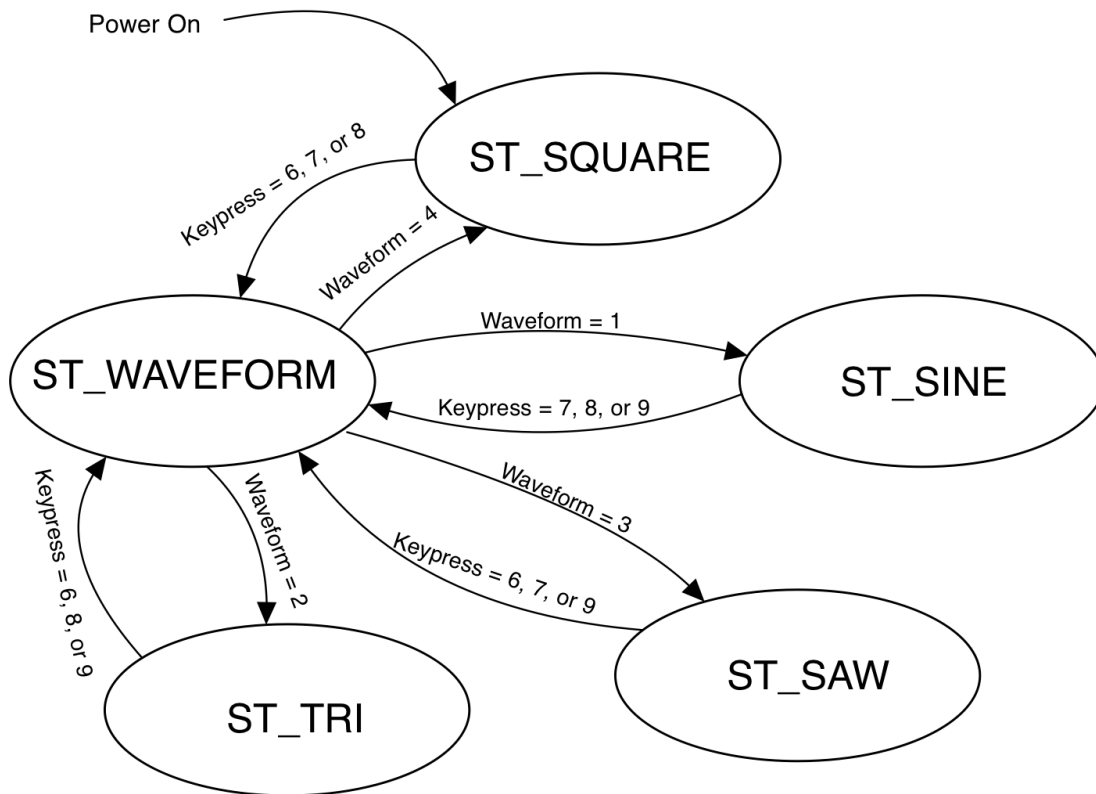 Power On
ST_SQUARE
Keypress = 6, 7, or 8
Waveform = 4
Waveform = 1
ST_WAVEFORM
ST_SINE
Keypress = 7, 8, or 9
Waveform = 3
Keypress = 6, 8, or 9
Waveform = 2
Keypress = 6, 7, or 9
ST_SAW
ST_TRI